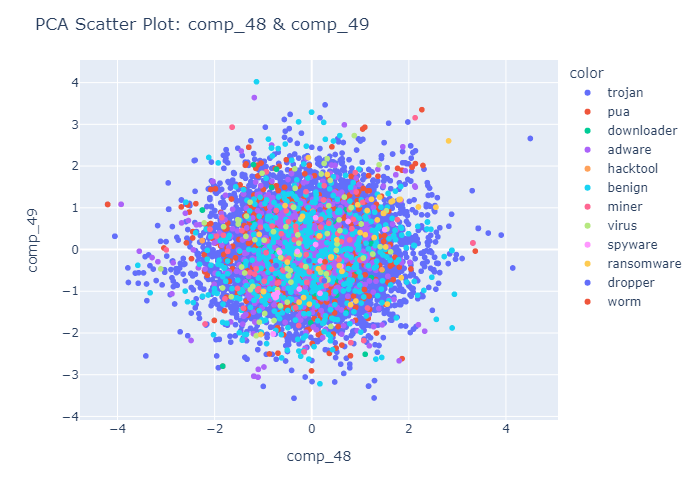 PCA Scatter Plot: comp_48 & comp_49
color
trojan
pua
downloader
adware
hacktool
benign
miner
virus
spyware
ransomware
dropper
worm
4
3
2
1
0
−1
−2
−3
−4
comp_49
−4 −2 0 2 4
comp_48